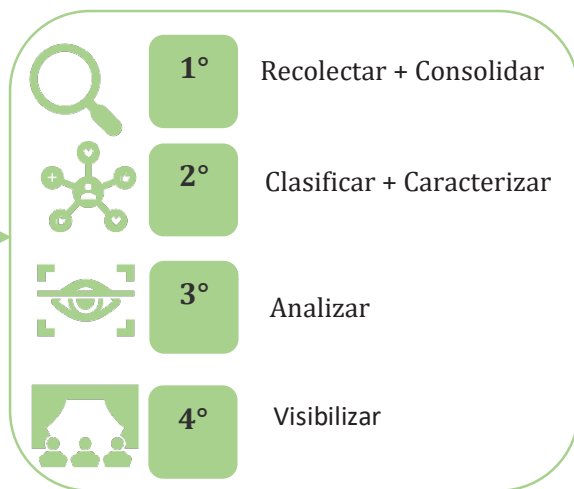 1° Recolectar + Consolidar
2° Clasificar + Caracterizar
3° Analizar
4° Visibilizar